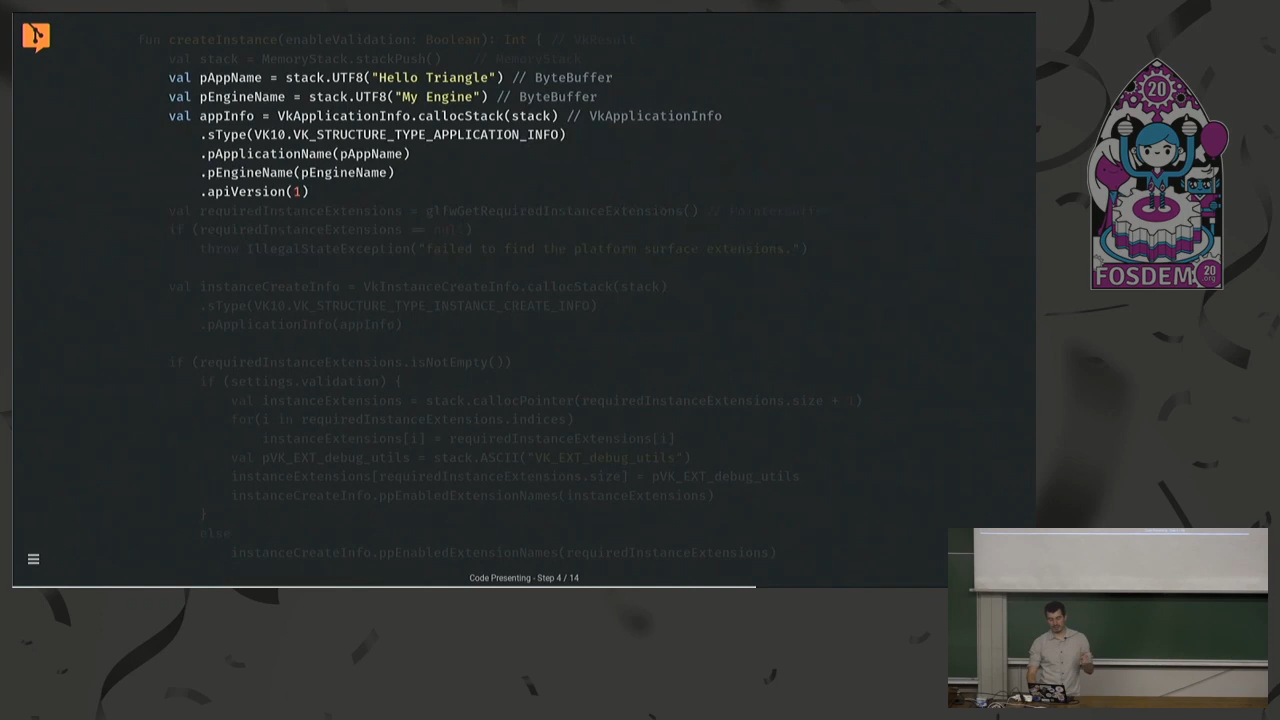 fun createInstance(enableValidation: Boolean): Int { // VkResult
val stack = MemoryStack.stackPush() // MemoryStack
val pAppName = stack.UTF8("Hello Triangle") // ByteBuffer
val pEngineName = stack.UTF8("My Engine") // ByteBuffer
val appInfo = VkApplicationInfo.callocStack(stack) // VkApplicationInfo
.sType(VK10.VK_STRUCTURE_TYPE_APPLICATION_INFO)
.pApplicationName(pAppName)
.pEngineName(pEngineName)
.apiVersion(1)
val requiredInstanceExtensions = glfwGetRequiredInstanceExtensions() // PointerBuffer
if (requiredInstanceExtensions == null)
throw IllegalStateException("failed to find the platform surface extensions.")
val instanceCreateInfo = VkInstanceCreateInfo.callocStack(stack)
.sType(VK10.VK_STRUCTURE_TYPE_INSTANCE_CREATE_INFO)
.pApplicationInfo(appInfo)
if (requiredInstanceExtensions.isNotEmpty())
if (settings.validation) {
val instanceExtensions = stack.callocPointer(requiredInstanceExtensions.size + 1)
for(i in requiredInstanceExtensions.indices)
instanceExtensions[i] = requiredInstanceExtensions[i]
val pVK_EXT_debug_utils = stack.ASCII("VK_EXT_debug_utils")
instanceExtensions[requiredInstanceExtensions.size] = pVK_EXT_debug_utils
instanceCreateInfo.ppEnabledExtensionNames(instanceExtensions)
}
else
instanceCreateInfo.ppEnabledExtensionNames(requiredInstanceExtensions)
Code Presenting - Step 4 / 14
20
FOSDEM 20 .org